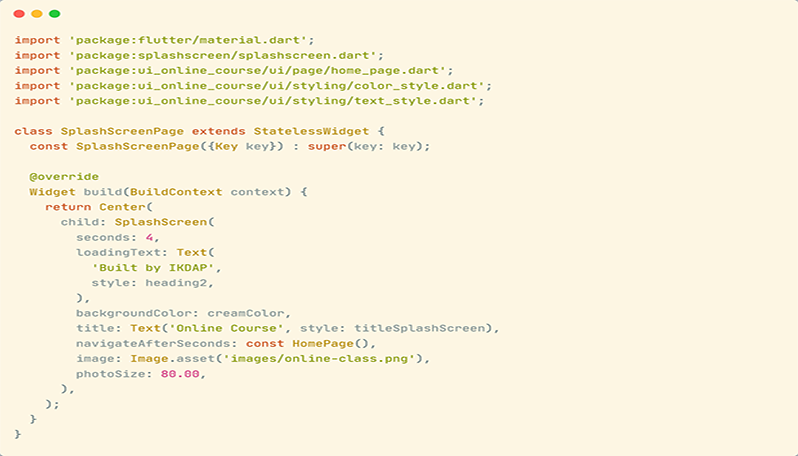 import 'package:flutter/material.dart';
import 'package:splashscreen/splashscreen.dart';
import 'package:ui_online_course/ui/page/home_page.dart';
import 'package:ui_online_course/ui/styling/color_style.dart';
import 'package:ui_online_course/ui/styling/text_style.dart';

class SplashScreenPage extends StatelessWidget {
  const SplashScreenPage({Key key}) : super(key: key);

  @override
  Widget build(BuildContext context) {
    return Center(
      child: SplashScreen(
        seconds: 4,
        loadingText: Text(
          'Built by IKDAP',
          style: heading2,
        ),
        backgroundColor: creamColor,
        title: Text('Online Course', style: titleSplashScreen),
        navigateAfterSeconds: const HomePage(),
        image: Image.asset('images/online-class.png'),
        photoSize: 80.00,
      ),
    );
  }
}